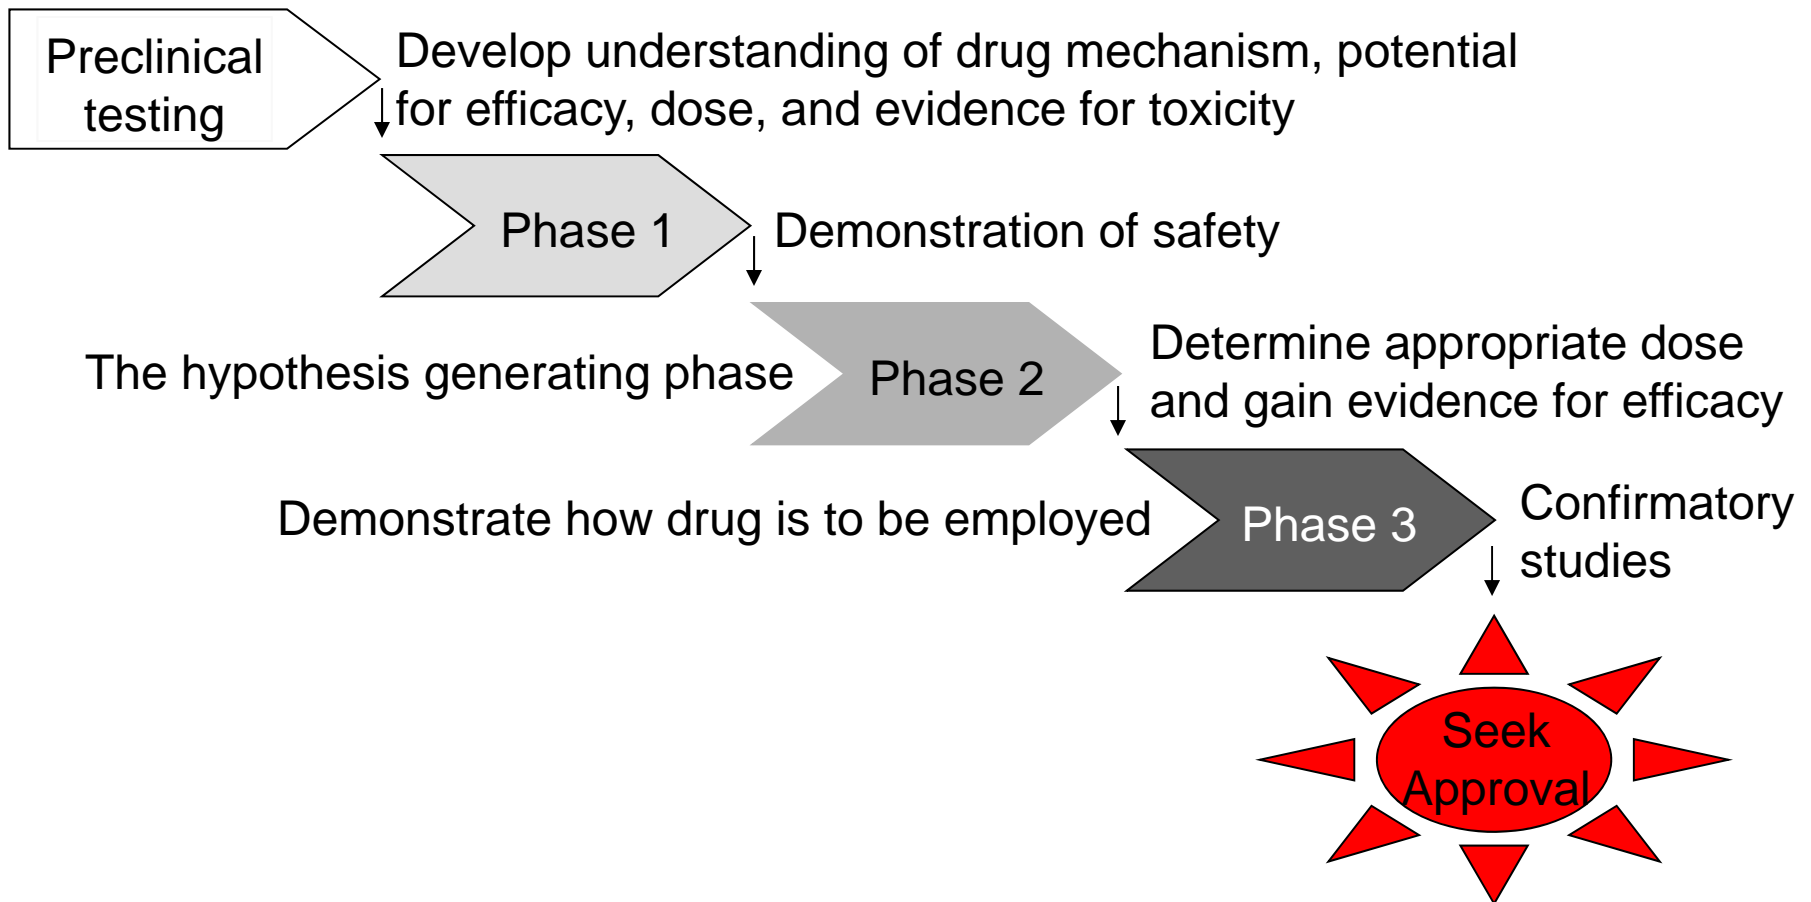 Preclinical
testing
Develop understanding of drug mechanism, potential
for efficacy, dose, and evidence for toxicity
Phase 1
Demonstration of safety
The hypothesis generating phase
Phase 2
Determine appropriate dose
and gain evidence for efficacy
Demonstrate how drug is to be employed
Phase 3
Confirmatory
studies
Seek
Approval